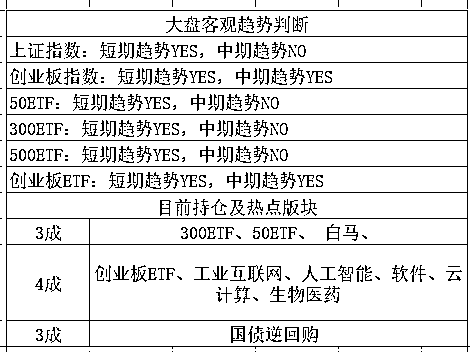 大盘客观趋势判断
上证指数：短期趋势YES，中期趋势NO
创业板指数：短期趋势YES，中期趋势YES
50ETF：短期趋势YES，中期趋势NO
300ETF：短期趋势YES，中期趋势NO
500ETF：短期趋势YES，中期趋势NO
创业板ETF：短期趋势YES，中期趋势YES
目前持仓及热点版块
3成 300ETF、50ETF、 白马、
4成 创业板ETF、工业互联网、人工智能、软件、云
计算、生物医药
3成 国债逆回购